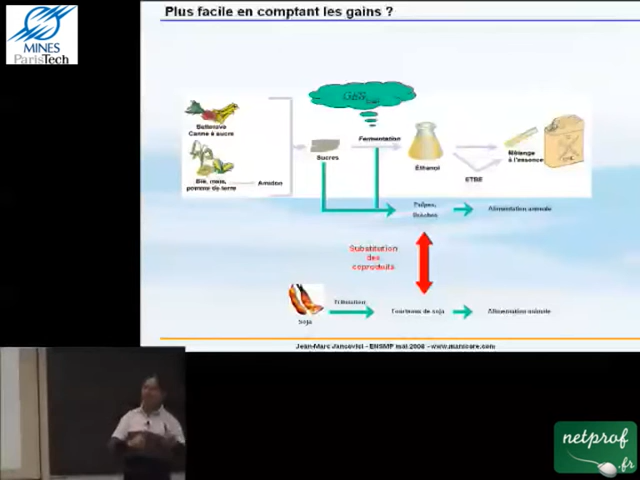 Plus facile en comptant les gains ?
MINES
ParisTech
Betterave
Canne à sucre
Blé, maïs,
pomme de terre
Amidon
Sucres
Fermentation
Ethanol
ETBE
Mélange
à l'essence
Pulpes,
Drèches
Alimentation animale
Substitution
des
coproduits
Soja
Trituration
Tourteaux de soja
Alimentation animale
Jean-Marc Jancovici - ENSMP mai 2008 - www.manicore.com
netprof
.fr